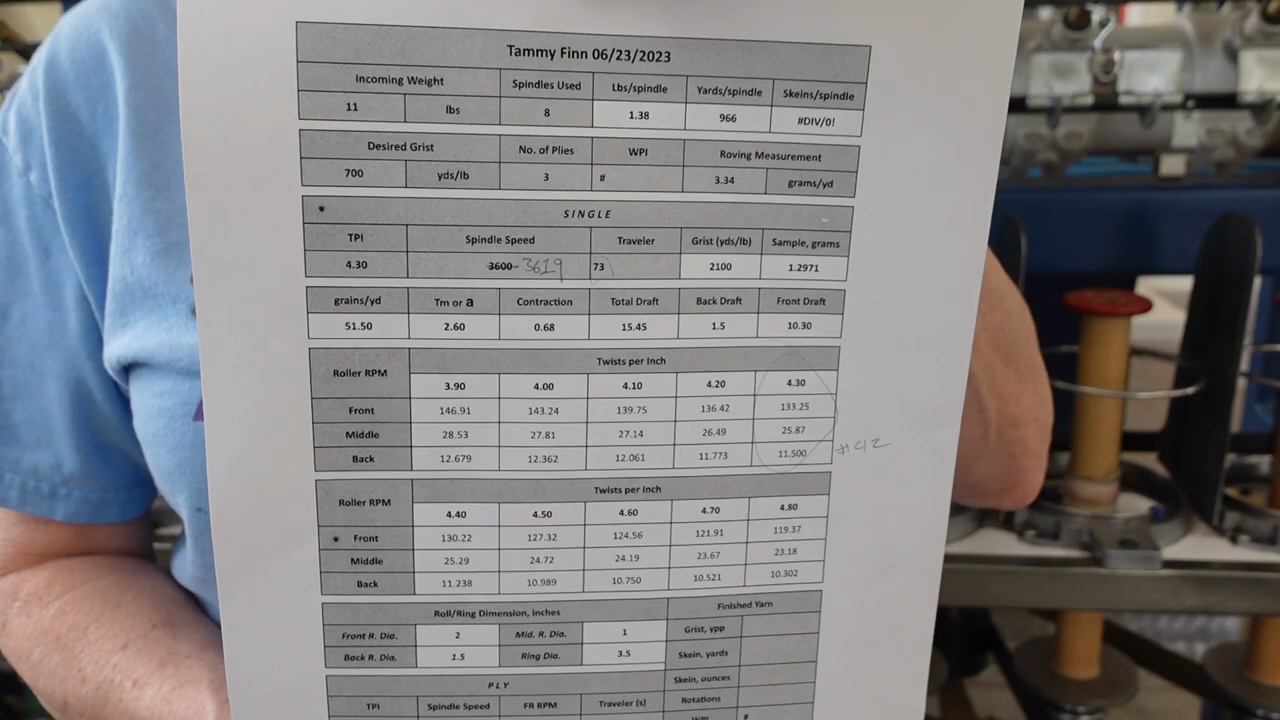 Tammy Finn 06/23/2023
Incoming Weight Spindles Used Lbs/spindle Yards/spindle Skeins/spindle
11 lbs 8 1.38 966 #DIV/0!
Desired Grist No. of Plies WPI Roving Measurement
700 yds/lb 3 # 3.34 grams/yd
SINGLE
TPI Spindle Speed Traveler Grist (yds/lb) Sample, grams
4.30 3600 3619 73 2100 1.2971
grains/yd Tm or a Contraction Total Draft Back Draft Front Draft
51.50 2.60 0.68 15.45 1.5 10.30
Roller RPM Twists per Inch
3.90 4.00 4.10 4.20 4.30
Front 146.91 143.24 139.75 136.42 133.25
Middle 28.53 27.81 27.14 26.49 25.87
Back 12.679 12.362 12.061 11.773 11.500
Roller RPM Twists per Inch
4.40 4.50 4.60 4.70 4.80
Front 130.22 127.32 124.56 121.91 119.37
Middle 25.29 24.72 24.19 23.67 23.18
Back 11.238 10.989 10.750 10.521 10.302
Roll/Ring Dimension, inches Finished Yarn
Front R. Dia. 2 Mid. R. Dia. 1 Grist, ypp
Back R. Dia. 1.5 Ring Dia. 3.5 Skein, yards
PLY Skein, ounces
TPI Spindle Speed FR RPM Traveler (s) Rotations
WPI #